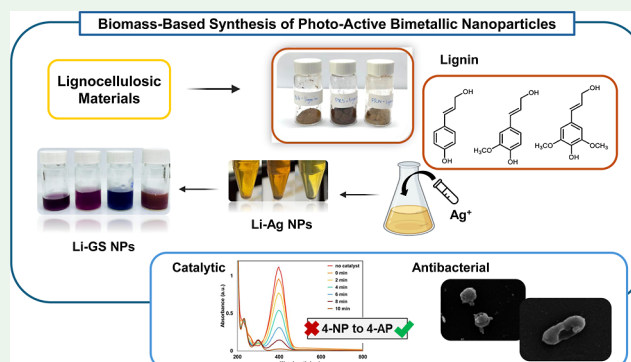 Biomass-Based Synthesis of Photo-Active Bimetallic Nanoparticles
Lignocellulosic
Materials
Lignin
OH
OH
H₃CO
OH
OH
H₃CO
OCH₃
OH
Li-GS NPs
Li-Ag NPs
Ag⁺
Catalytic
Antibacterial
Absorbance (a.u.)
1
0.5
0
200
400
600
800
no catalyst
0 min
2 min
4 min
6 min
8 min
10 min
4-NP to 4-AP